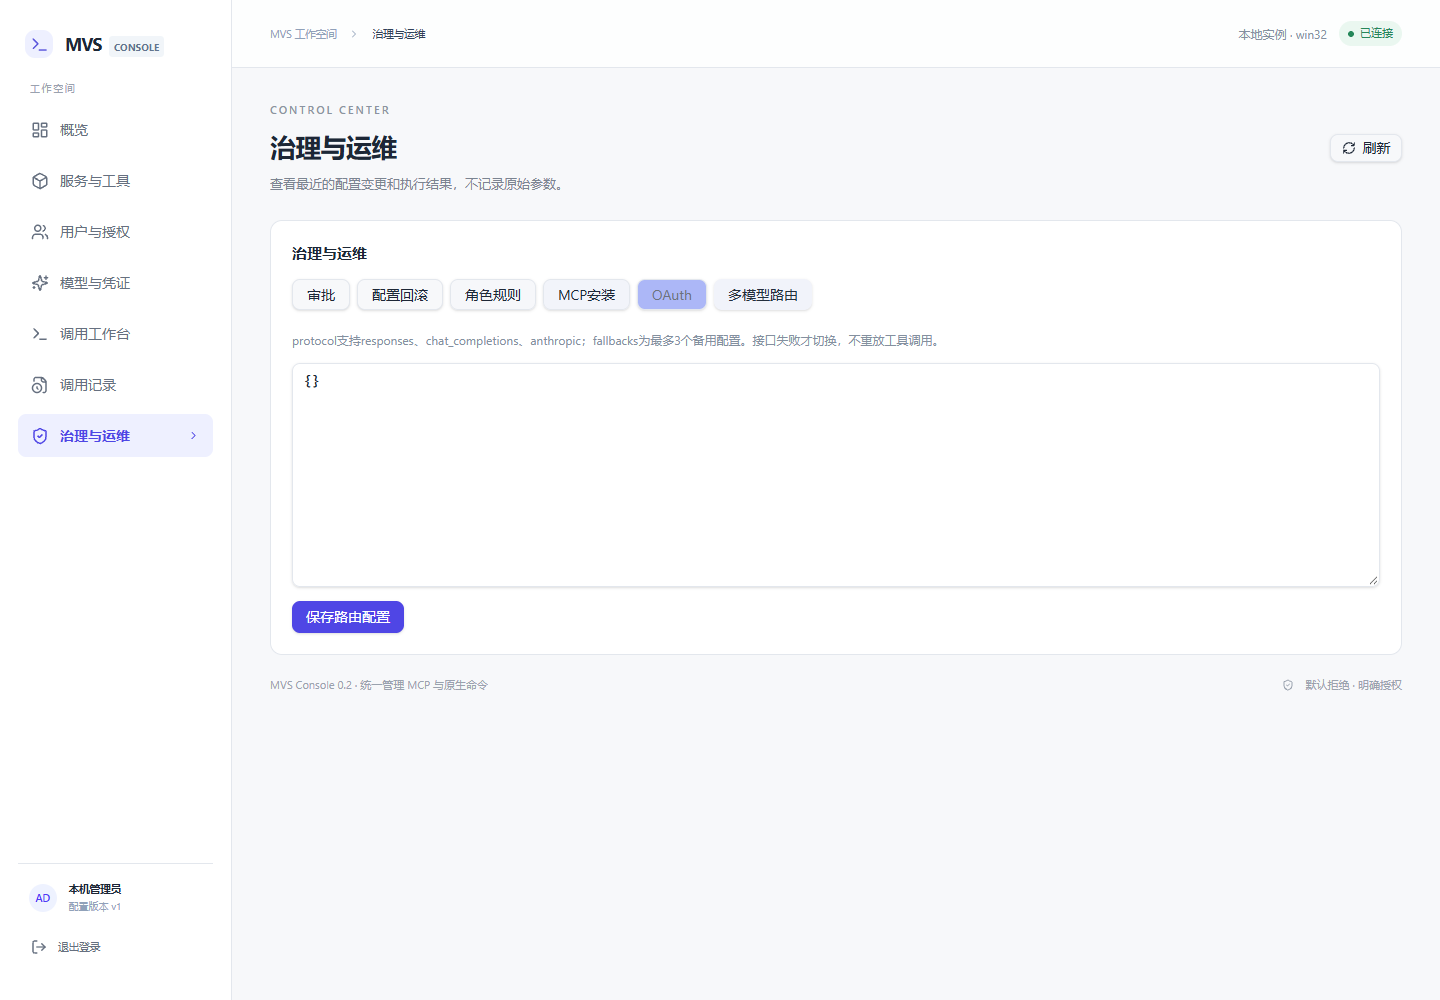 MVS CONSOLE
工作空间
概览
服务与工具
用户与授权
模型与凭证
调用工作台
调用记录
治理与运维
AD
本机管理员
配置版本 v1
退出登录
MVS 工作空间 治理与运维
本地实例 · win32 已连接
CONTROL CENTER
治理与运维
刷新
查看最近的配置变更和执行结果，不记录原始参数。
治理与运维
审批 配置回滚 角色规则 MCP安装 OAuth 多模型路由
protocol支持responses、chat_completions、anthropic；fallbacks为最多3个备用配置。接口失败才切换，不重放工具调用。
{}
保存路由配置
MVS Console 0.2 · 统一管理 MCP 与原生命令
默认拒绝 · 明确授权